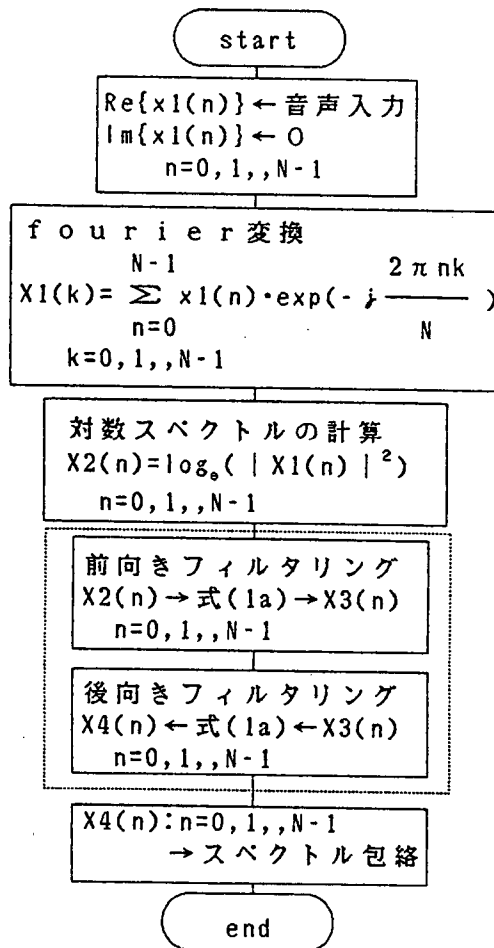 start
Re{x1(n)}←音声入力
Im{x1(n)}←0
n=0,1,,N-1
fourier変換
N-1
2πnk
X1(k)=Σ x1(n)・exp(-j―)
n=0
N
k=0,1,,N-1
対数スペクトルの計算
X2(n)=logₑ(|X1(n)|²)
n=0,1,,N-1
前向きフィルタリング
X2(n)→式(1a)→X3(n)
n=0,1,,N-1
後向きフィルタリング
X4(n)←式(1a)←X3(n)
n=0,1,,N-1
X4(n):n=0,1,,N-1
→スペクトル包絡
end